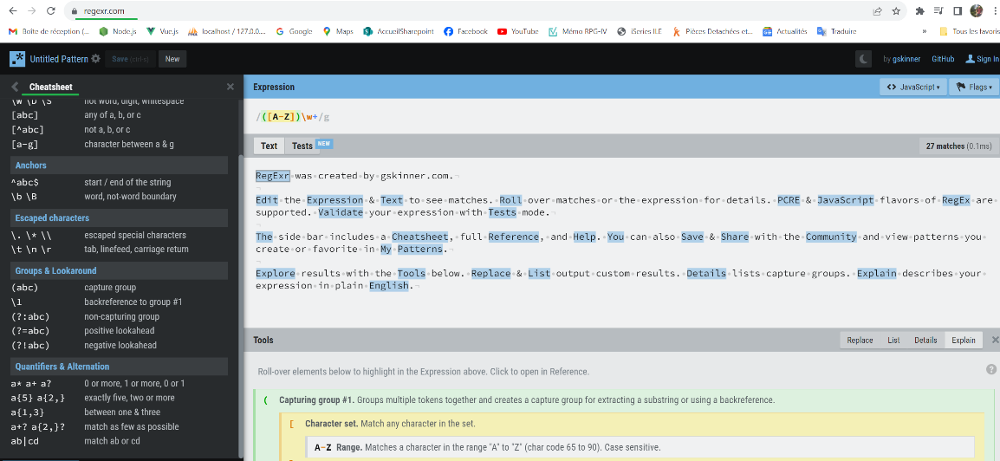 regexr.com
Boîte de réception (... Node.js Vue.js localhost / 127.0.0.... Google Maps AccueilSharepoint Facebook YouTube Mémo RPG-IV iSeries ILE Pièces Détachées et... Actualités Traduire » Tous les favoris
Untitled Pattern Save (ctrl-s) New by gskinner GitHub Sign In
Cheatsheet
\W \D \S not word, digit, whitespace
[abc] any of a, b, or c
[^abc] not a, b, or c
[a-g] character between a & g
Anchors
^abc$ start / end of the string
\b \B word, not-word boundary
Escaped characters
\. \* \\ escaped special characters
\t \n \r tab, linefeed, carriage return
Groups & Lookaround
(abc) capture group
\1 backreference to group #1
(?:abc) non-capturing group
(?=abc) positive lookahead
(?!abc) negative lookahead
Quantifiers & Alternation
a* a+ a? 0 or more, 1 or more, 0 or 1
a{5} a{2,} exactly five, two or more
a{1,3} between one & three
a+? a{2,}? match as few as possible
ab|cd match ab or cd
Expression <> JavaScript Flags
/([A-Z])\w+/g
Text Tests NEW 27 matches (0.1ms)
RegExr was created by gskinner.com.
Edit the Expression & Text to see matches. Roll over matches or the expression for details. PCRE & JavaScript flavors of RegEx are
supported. Validate your expression with Tests mode.
The side bar includes a Cheatsheet, full Reference, and Help. You can also Save & Share with the Community and view patterns you
create or favorite in My Patterns.
Explore results with the Tools below. Replace & List output custom results. Details lists capture groups. Explain describes your
expression in plain English.
Tools Replace List Details Explain
Roll-over elements below to highlight in the Expression above. Click to open in Reference. ?
( Capturing group #1. Groups multiple tokens together and creates a capture group for extracting a substring or using a backreference.
[ Character set. Match any character in the set.
A-Z Range. Matches a character in the range "A" to "Z" (char code 65 to 90). Case sensitive.